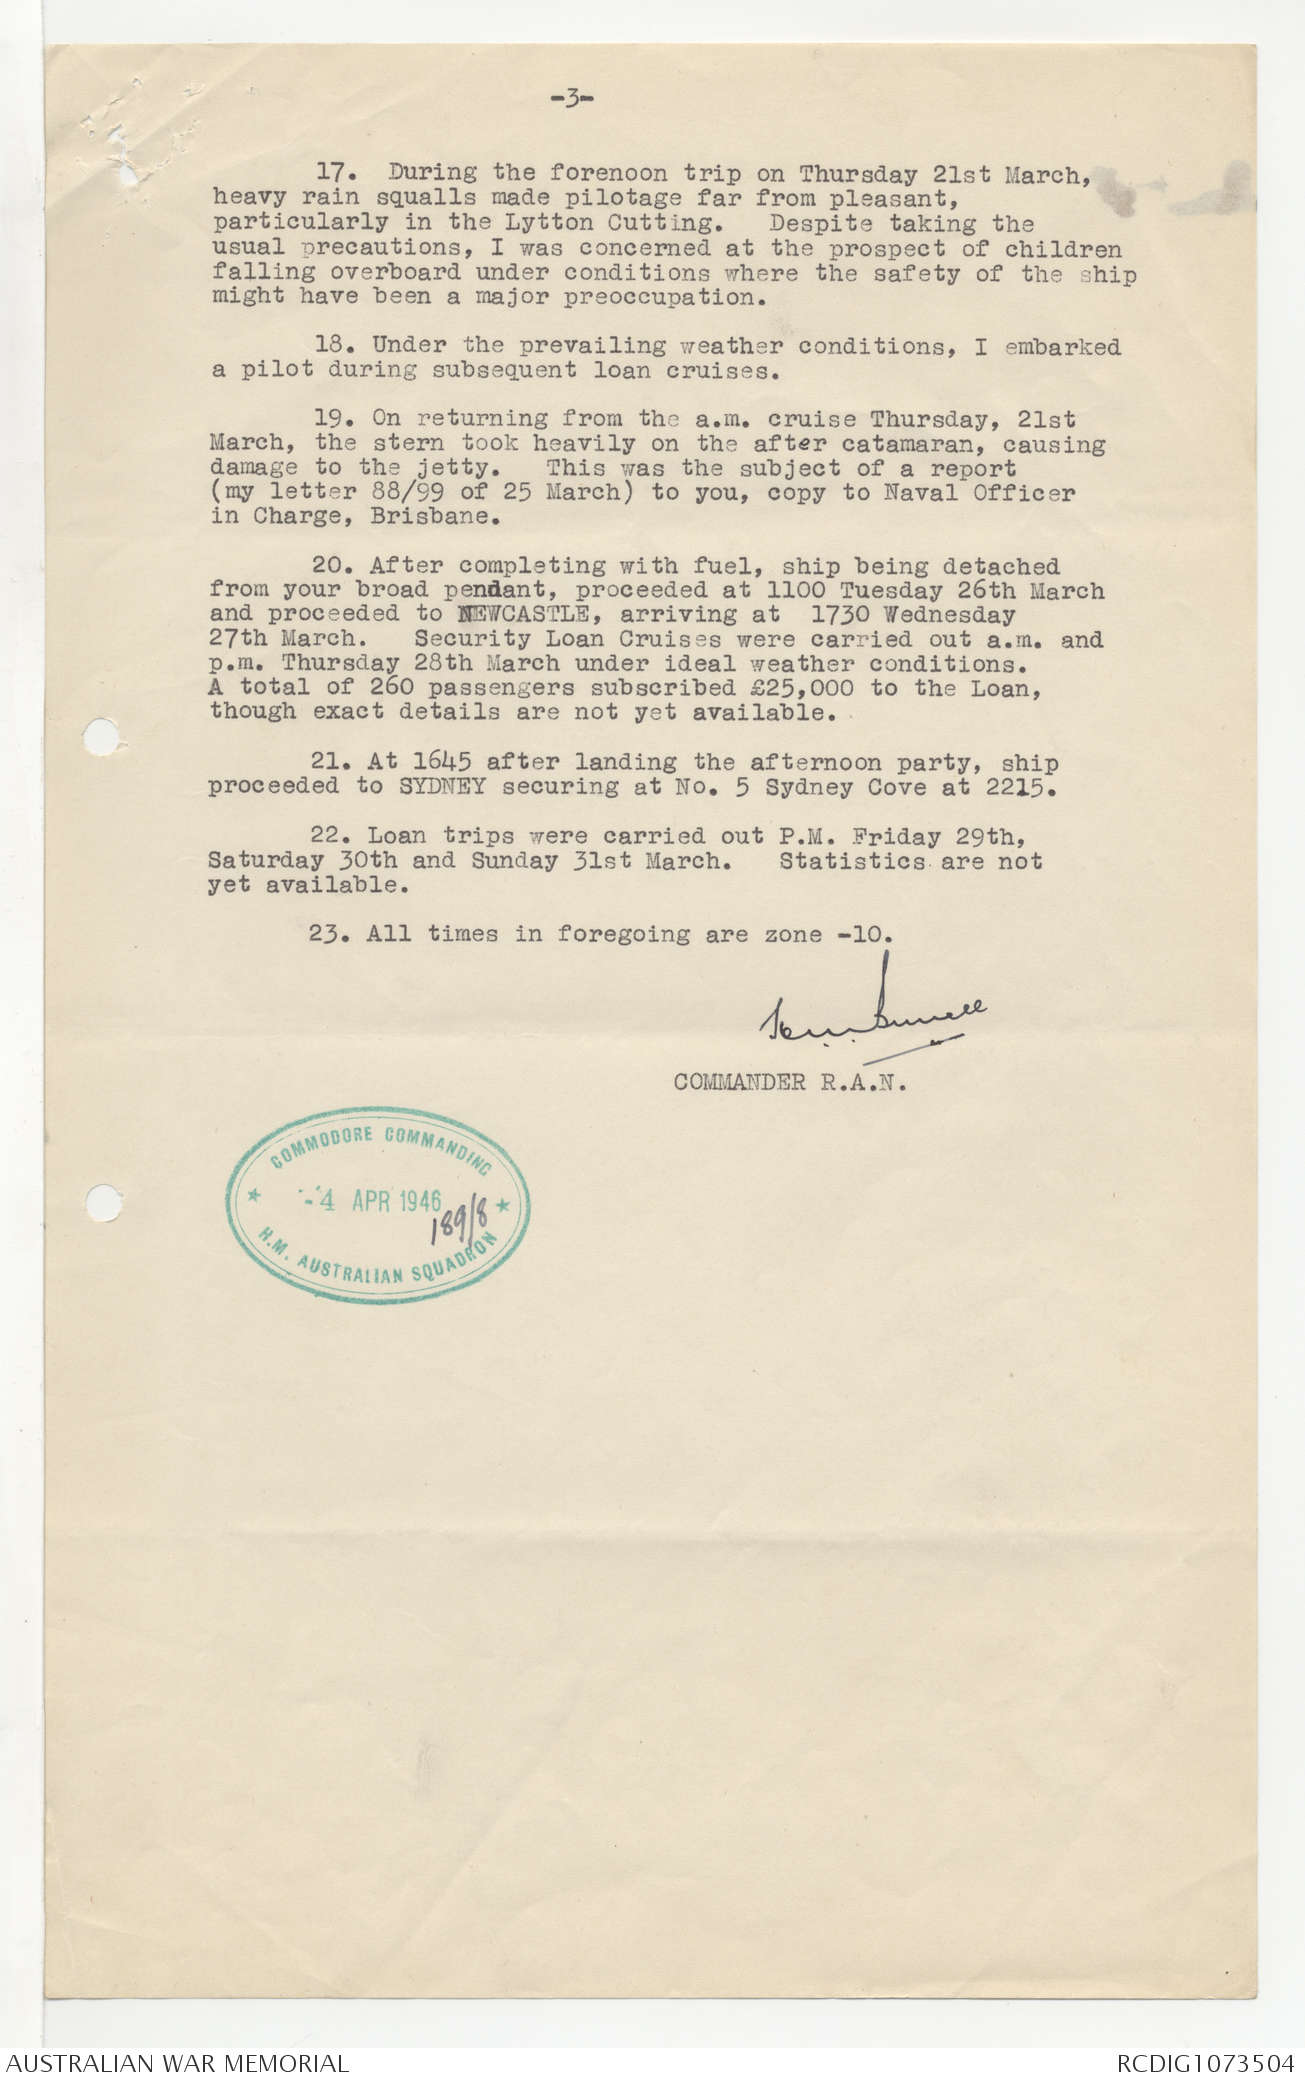 -3-
17. During the forenoon trip on Thursday 21st March,
heavy rain squalls made pilotage far from pleasant,
particularly in the Lytton Cutting. Despite taking the
usual precautions, I was concerned at the prospect of children
falling overboard under conditions where the safety of the ship
might have been a major preoccupation.
18. Under the prevailing weather conditions, I embarked
a pilot during subsequent loan cruises.
19. On returning from the a.m. cruise Thursday, 21st
March, the stern took heavily on the after catamaran, causing
damage to the jetty. This was the subject of a report
(my letter 88/99 of 25 March) to you, copy to Naval Officer
in Charge, Brisbane.
20. After completing with fuel, ship being detached
from your broad pendant, proceeded at 1100 Tuesday 26th March
and proceeded to NEWCASTLE, arriving at 1730 Wednesday
27th March. Security Loan Cruises were carried out a.m. and
p.m. Thursday 28th March under ideal weather conditions.
A total of 260 passengers subscribed £25,000 to the Loan,
though exact details are not yet available.
21. At 1645 after landing the afternoon party, ship
proceeded to SYDNEY securing at No. 5 Sydney Cove at 2215.
22. Loan trips were carried out P.M. Friday 29th,
Saturday 30th and Sunday 31st March. Statistics are not
yet available.
23. All times in foregoing are zone -10.
COMMANDER R.A.N.
COMMODORE COMMANDING
-4 APR 1946
189/8
H.M. AUSTRALIAN SQUADRON
AUSTRALIAN WAR MEMORIAL
RCDIG1073504